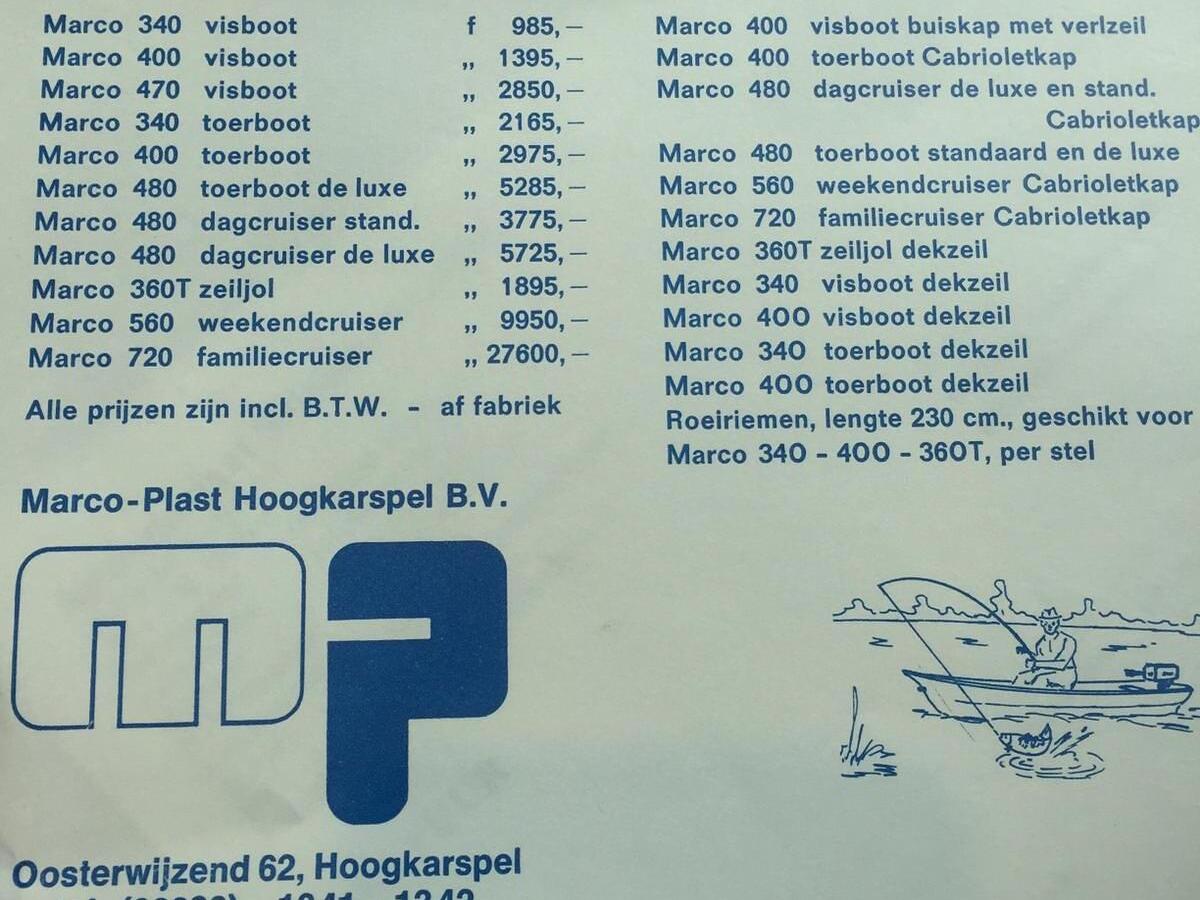 Marco 340 visboot f 985,—
Marco 400 visboot „ 1395,—
Marco 470 visboot „ 2850,—
Marco 340 toerboot „ 2165,—
Marco 400 toerboot „ 2975,—
Marco 480 toerboot de luxe „ 5285,—
Marco 480 dagcruiser stand. „ 3775,—
Marco 480 dagcruiser de luxe „ 5725,—
Marco 360T zeiljol „ 1895,—
Marco 560 weekendcruiser „ 9950,—
Marco 720 familiecruiser „ 27600,—
Alle prijzen zijn incl. B.T.W. - af fabriek
Marco-Plast Hoogkarspel B.V.
mp
Oosterwijzend 62, Hoogkarspel
Marco 400 visboot buiskap met verlzeil
Marco 400 toerboot Cabrioletkap
Marco 480 dagcruiser de luxe en stand.
Cabrioletkap
Marco 480 toerboot standaard en de luxe
Marco 560 weekendcruiser Cabrioletkap
Marco 720 familiecruiser Cabrioletkap
Marco 360T zeiljol dekzeil
Marco 340 visboot dekzeil
Marco 400 visboot dekzeil
Marco 340 toerboot dekzeil
Marco 400 toerboot dekzeil
Roeiriemen, lengte 230 cm., geschikt voor
Marco 340 - 400 - 360T, per stel